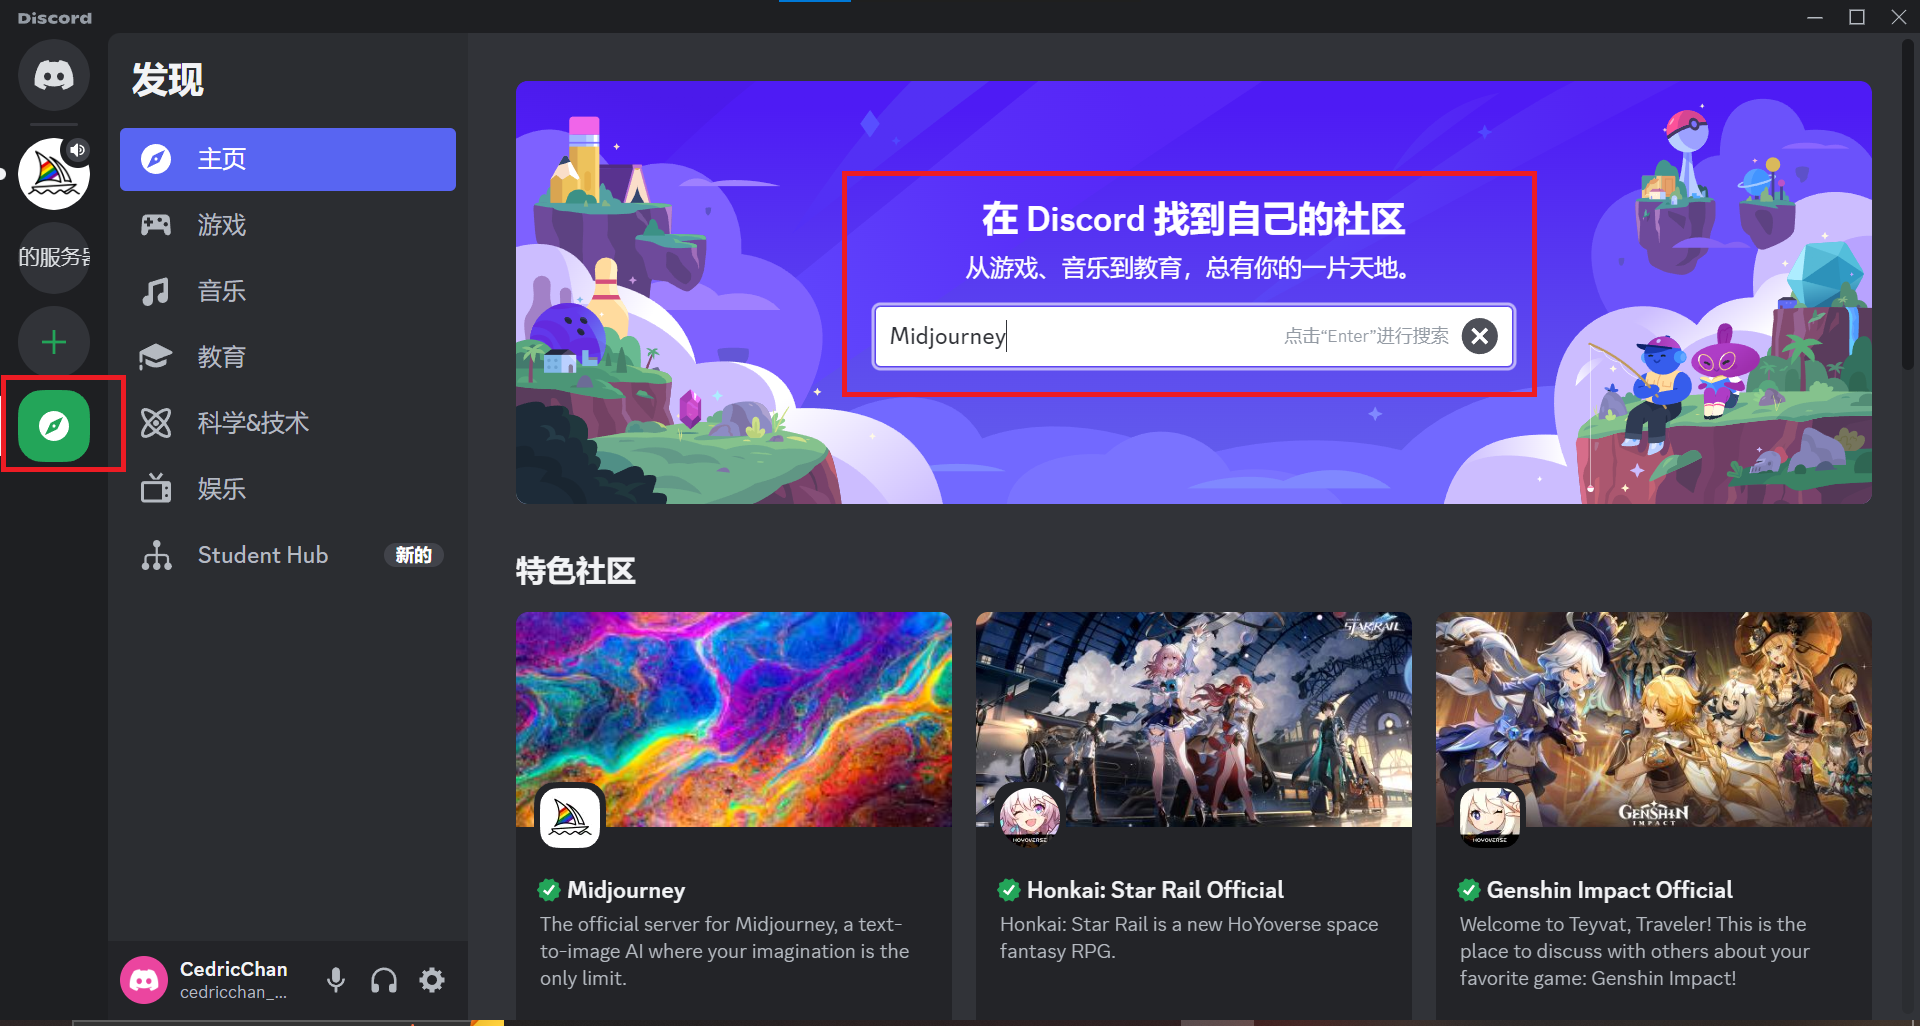 Discord
发现
的服务器
主页
游戏
音乐
教育
科学&技术
娱乐
Student Hub
新的
CedricChan
cedricchan_...
在 Discord 找到自己的社区
从游戏、音乐到教育，总有你的一片天地。
Midjourney
点击“Enter”进行搜索
特色社区
Midjourney
The official server for Midjourney, a text-
to-image AI where your imagination is the
only limit.
STAR RAIL
HOYOVERSE
Honkai: Star Rail Official
Honkai: Star Rail is a new HoYoverse space
fantasy RPG.
GENSHIN
IMPACT
HOYOVERSE
Genshin Impact Official
Welcome to Teyvat, Traveler! This is the
place to discuss with others about your
favorite game: Genshin Impact!